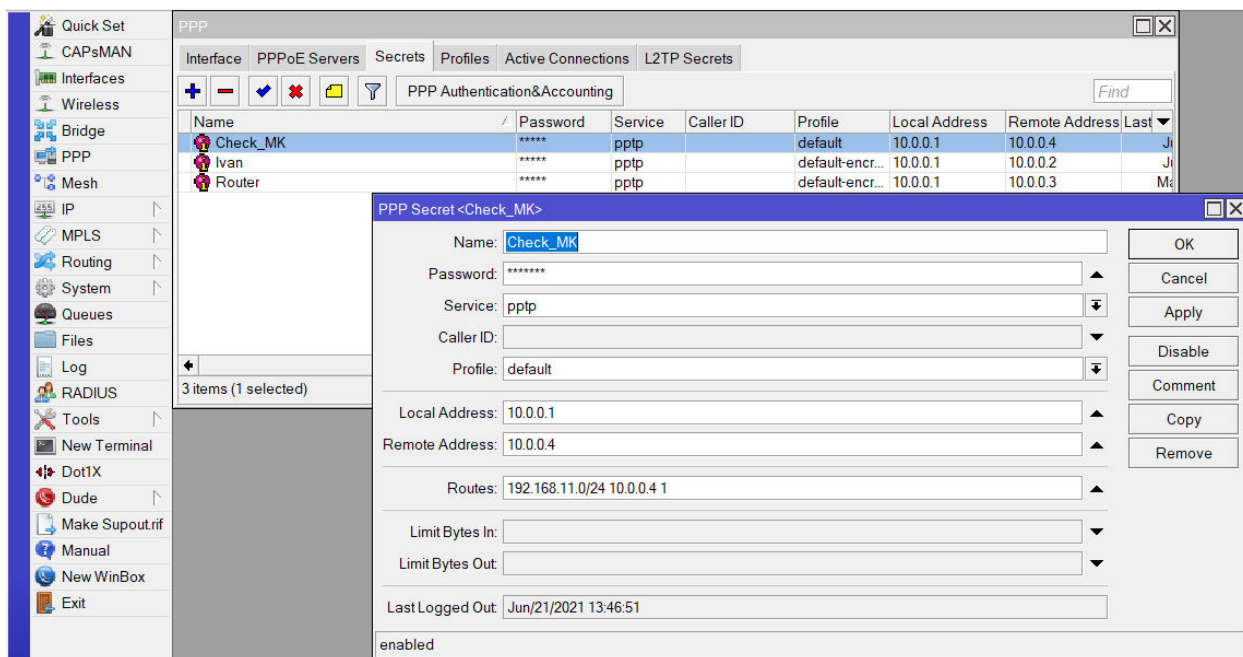 Quick Set
CAPsMAN
Interfaces
Wireless
Bridge
PPP
Mesh
255 IP
MPLS
Routing
System
Queues
Files
Log
RADIUS
Tools
New Terminal
Dot1X
Dude
Make Supout.rif
Manual
New WinBox
Exit
PPP
Interface PPPoE Servers Secrets Profiles Active Connections L2TP Secrets
PPP Authentication&Accounting Find
Name / Password Service Caller ID Profile Local Address Remote Address Last
Check_MK ***** pptp default 10.0.0.1 10.0.0.4 Ju
Ivan ***** pptp default-encr... 10.0.0.1 10.0.0.2 Ju
Router ***** pptp default-encr... 10.0.0.1 10.0.0.3 Ma
3 items (1 selected)
PPP Secret <Check_MK>
Name: Check_MK OK
Password: ******* Cancel
Service: pptp Apply
Caller ID:
Profile: default Disable
Comment
Local Address: 10.0.0.1 Copy
Remote Address: 10.0.0.4 Remove
Routes: 192.168.11.0/24 10.0.0.4 1
Limit Bytes In:
Limit Bytes Out:
Last Logged Out: Jun/21/2021 13:46:51
enabled